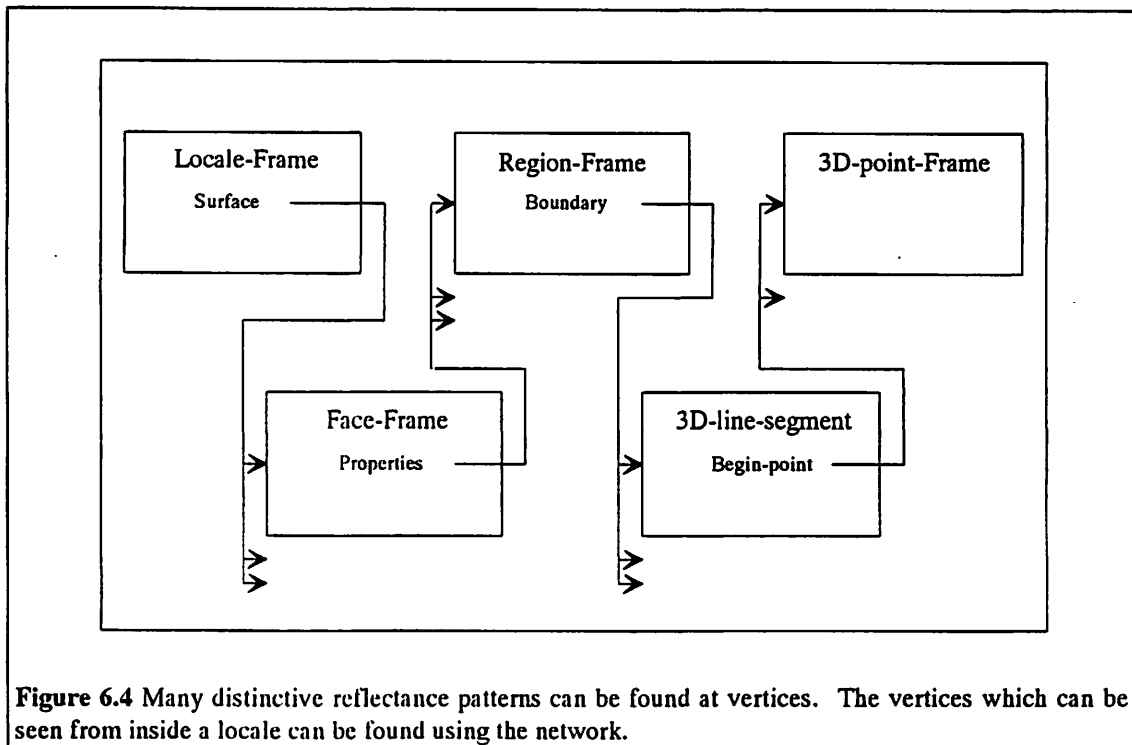 Locale-Frame
Surface
Region-Frame
Boundary
3D-point-Frame
Face-Frame
Properties
3D-line-segment
Begin-point
Figure 6.4 Many distinctive reflectance patterns can be found at vertices. The vertices which can be
seen from inside a locale can be found using the network.